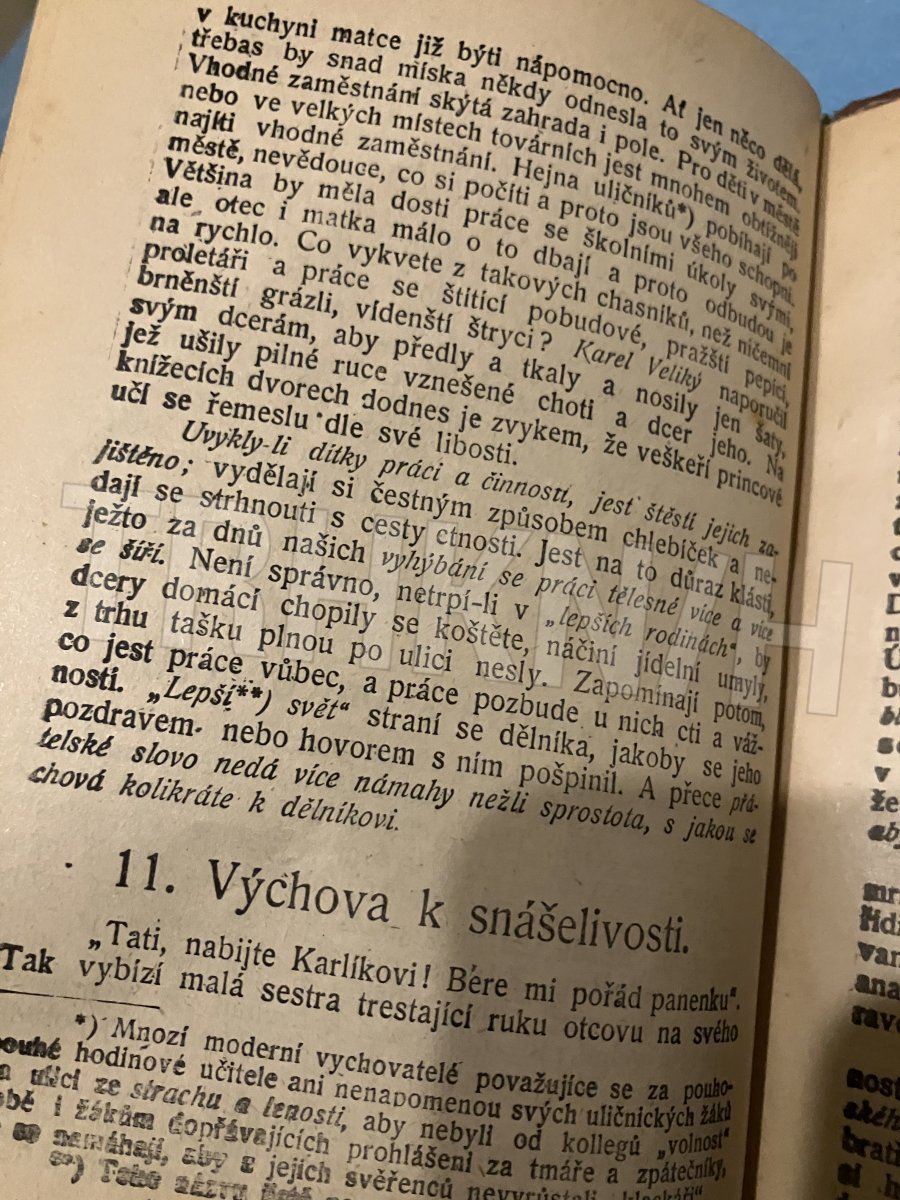 v kuchyni matce již býti nápomocno. Ať jen něco dělá,
třebas by snad miska někdy odnesla to svým životem.
Vhodné zaměstnání skýtá zahrada i pole. Pro děti v městě
nebo ve velkých místech továrních jest mnohem obtížněji
najíti vhodné zaměstnání. Hejna uličníků*) pobíhají po
městě, nevědouce, co si počíti a proto jsou všeho schopni.
Většina by měla dosti práce se školními úkoly svými,
ale otec i matka málo o to dbají a proto odbudou je
na rychlo. Co vykvete z takových chasníků, než ničemní
proletáři a práce se štítící pobudové, pražští pepíci,
brněnští grázli, vídenští štryci? Karel Veliký naporučil
svým dcerám, aby předly a tkaly a nosily jen šaty,
jež ušily pilné ruce vznešené choti a dcer jeho. Na
knížecích dvorech dodnes je zvykem, že veškeří princové
učí se řemeslu dle své libosti.
Uvykly-li dítky práci a činnosti, jest štěstí jejich za-
jištěno; vydělají si čestným způsobem chlebíček a ne-
dají se strhnouti s cesty ctnosti. Jest na to důraz klásti,
ježto za dnů našich vyhýbání se práci tělesné více a více
se šíří. Není správno, netrpí-li v „lepších rodinách", by
dcery domácí chopily se koštěte, náčiní jídelní umyly,
z trhu tašku plnou po ulici nesly. Zapomínají potom,
co jest práce vůbec, a práce pozbude u nich cti a váž-
nosti. „Lepší**) svět" straní se dělníka, jakoby se jeho
pozdravem nebo hovorem s ním pošpinil. A přece přá-
telské slovo nedá více námahy nežli sprostota, s jakou se
chová kolikráte k dělníkovi.
11. Výchova k snášelivosti.
„Tati, nabijte Karlíkovi! Bére mi pořád panenku".
Tak vybízí malá sestra trestající ruku otcovu na svého
*) Mnozí moderní vychovatelé považujíce se za pouho-
pouhé hodinové učitele ani nenapomenou svých uličnických žáků
ulici ze strachu a lenosti, aby nebyli od kollegů „volnost"
i žákům dopřávajících prohlášeni za tmáře a zpátečníky,
se namáhají, aby z jejich svěřenců nevyrůstali
**) Toho názvu